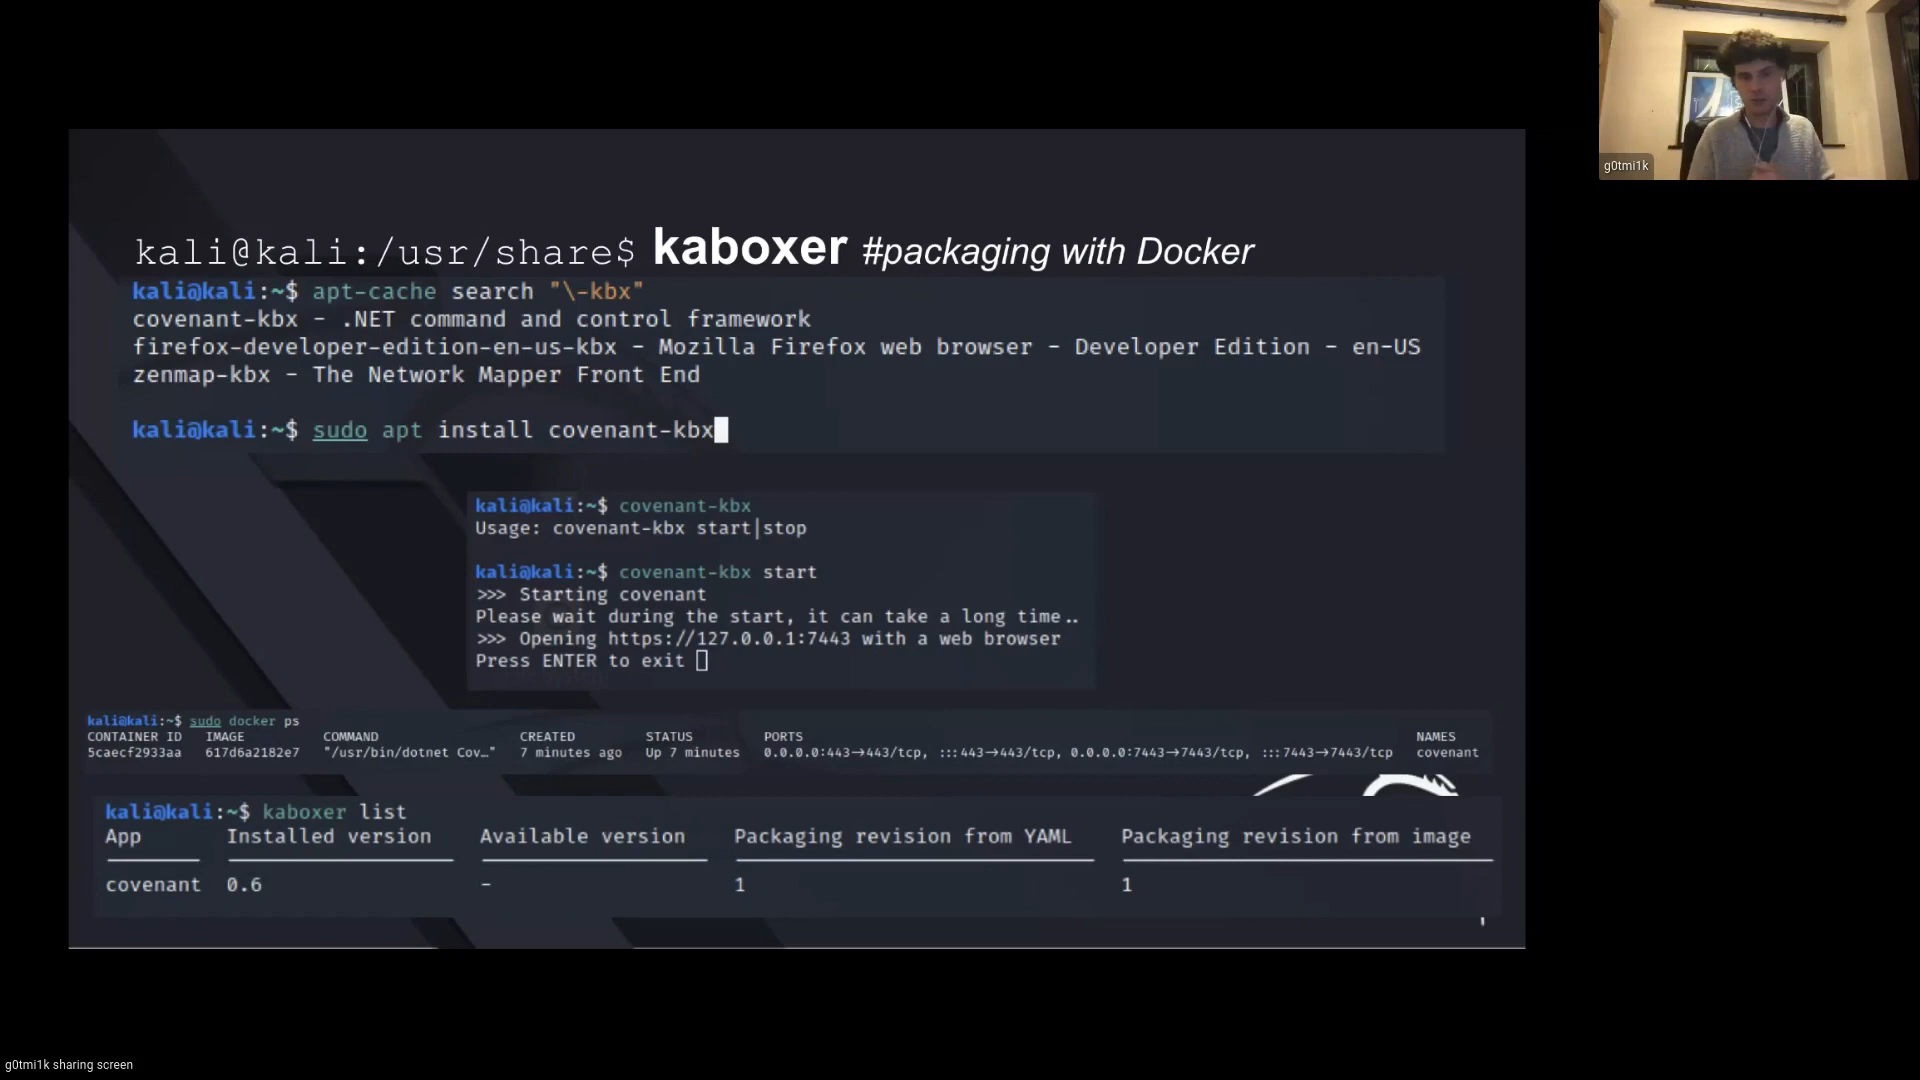 g0tmi1k
kali@kali:/usr/share$ kaboxer #packaging with Docker
kali@kali:~$ apt-cache search "\-kbx"
covenant-kbx - .NET command and control framework
firefox-developer-edition-en-us-kbx - Mozilla Firefox web browser - Developer Edition - en-US
zenmap-kbx - The Network Mapper Front End
kali@kali:~$ sudo apt install covenant-kbx
kali@kali:~$ covenant-kbx
Usage: covenant-kbx start|stop
kali@kali:~$ covenant-kbx start
>>> Starting covenant
Please wait during the start, it can take a long time..
>>> Opening https://127.0.0.1:7443 with a web browser
Press ENTER to exit
kali@kali:~$ sudo docker ps
CONTAINER ID IMAGE COMMAND CREATED STATUS PORTS NAMES
5caecf2933aa 617d6a2182e7 "/usr/bin/dotnet Cov…" 7 minutes ago Up 7 minutes 0.0.0.0:443->443/tcp, :::443->443/tcp, 0.0.0.0:7443->7443/tcp, :::7443->7443/tcp covenant
kali@kali:~$ kaboxer list
App Installed version Available version Packaging revision from YAML Packaging revision from image
covenant 0.6 - 1 1
g0tmi1k sharing screen